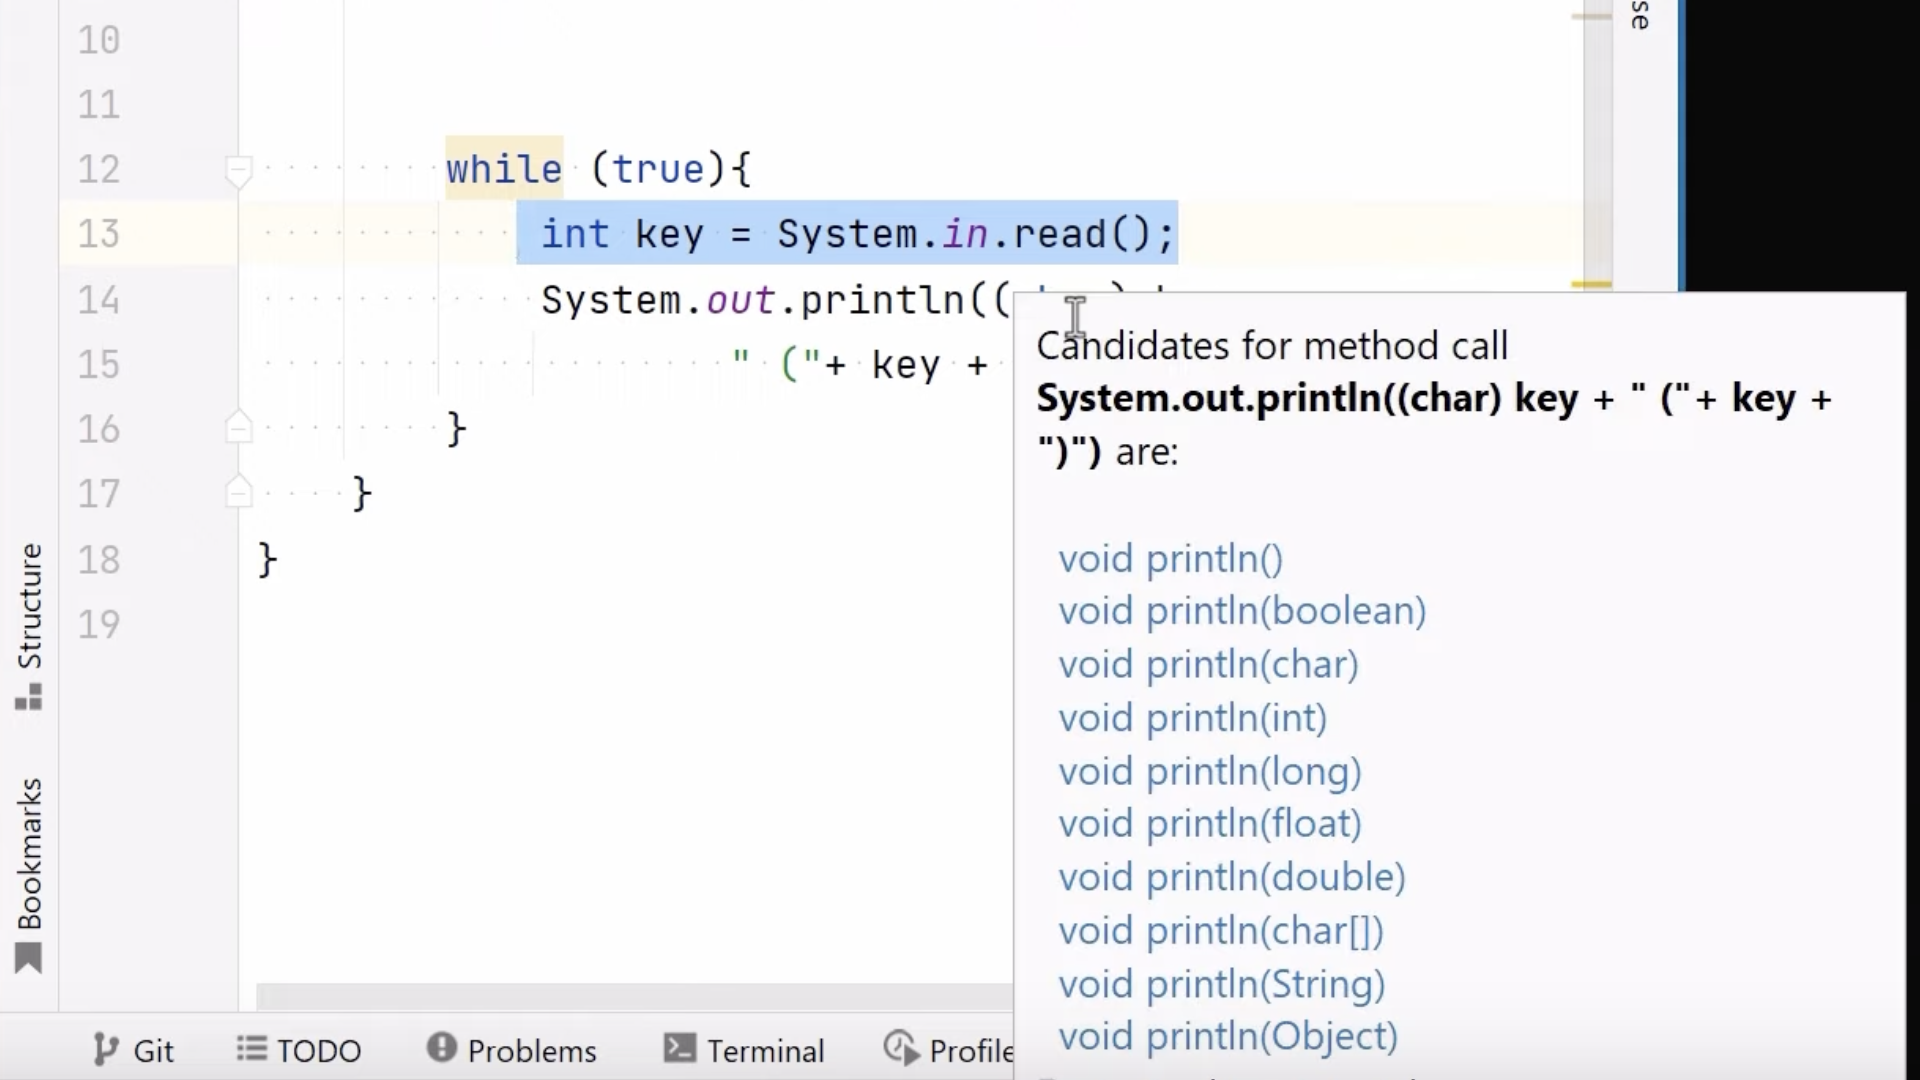 se
10
11
12 while (true){
13 int key = System.in.read();
14 System.out.println((
15 " ("+ key +
16 }
17 }
18 }
19
Candidates for method call
System.out.println((char) key + " ("+ key +
")") are:
void println()
void println(boolean)
void println(char)
void println(int)
void println(long)
void println(float)
void println(double)
void println(char[])
void println(String)
void println(Object)
Structure
Bookmarks
Git TODO Problems Terminal Profile